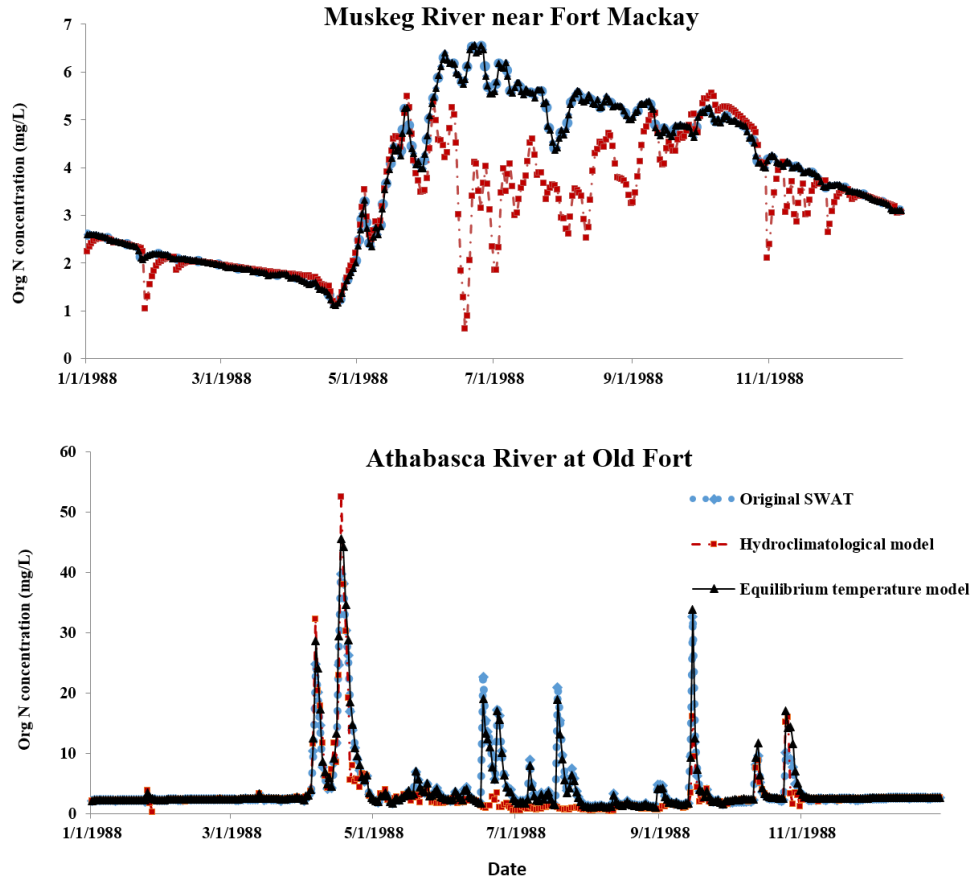 Muskeg River near Fort Mackay
Org N concentration (mg/L)
7
6
5
4
3
2
1
0
1/1/1988 3/1/1988 5/1/1988 7/1/1988 9/1/1988 11/1/1988
Athabasca River at Old Fort
Org N concentration (mg/L)
60
50
40
30
20
10
0
Original SWAT
Hydroclimatological model
Equilibrium temperature model
1/1/1988 3/1/1988 5/1/1988 7/1/1988 9/1/1988 11/1/1988
Date